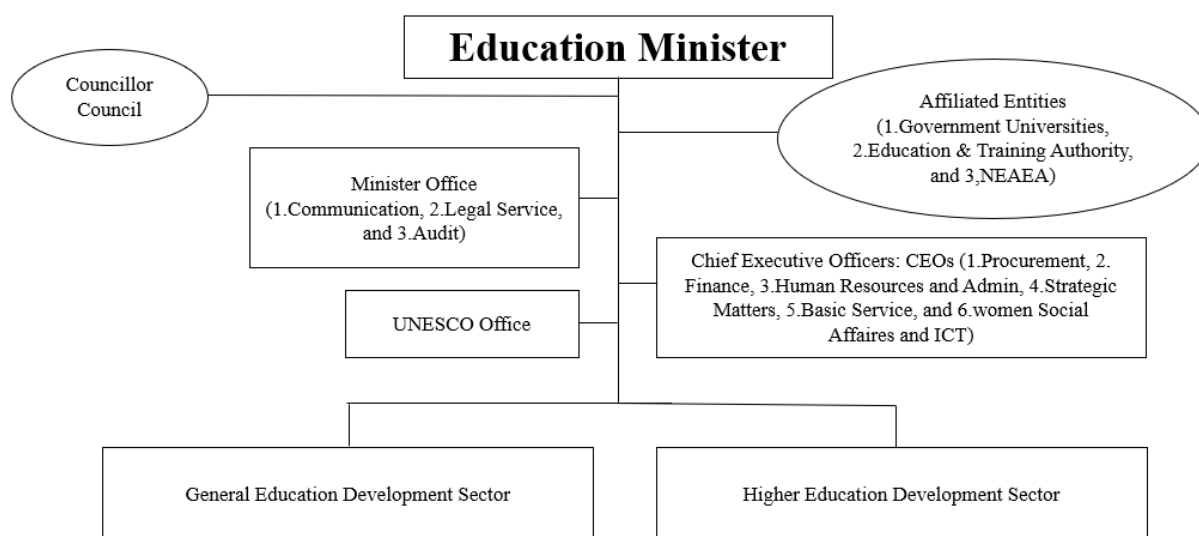 Education Minister
Councillor
Council
Affiliated Entities
(1.Government Universities,
2.Education & Training Authority,
and 3,NEAEA)
Minister Office
(1.Communication, 2.Legal Service,
and 3.Audit)
Chief Executive Officers: CEOs (1.Procurement, 2.
Finance, 3.Human Resources and Admin, 4.Strategic
Matters, 5.Basic Service, and 6.women Social
Affaires and ICT)
UNESCO Office
General Education Development Sector
Higher Education Development Sector